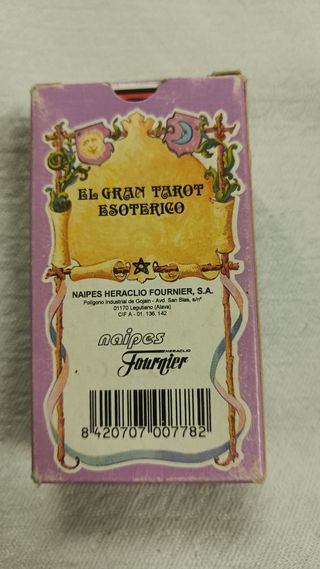 EL GRAN TAROT
ESOTERICO
NAIPES HERACLIO FOURNIER, S.A.
Polígono Industrial de Gojain - Avd. San Blas, s/nº
01170 Legutiano (Alava)
CIF A - 01. 136. 142
naipes
HERACLIO
Fournier
8 420707 007782